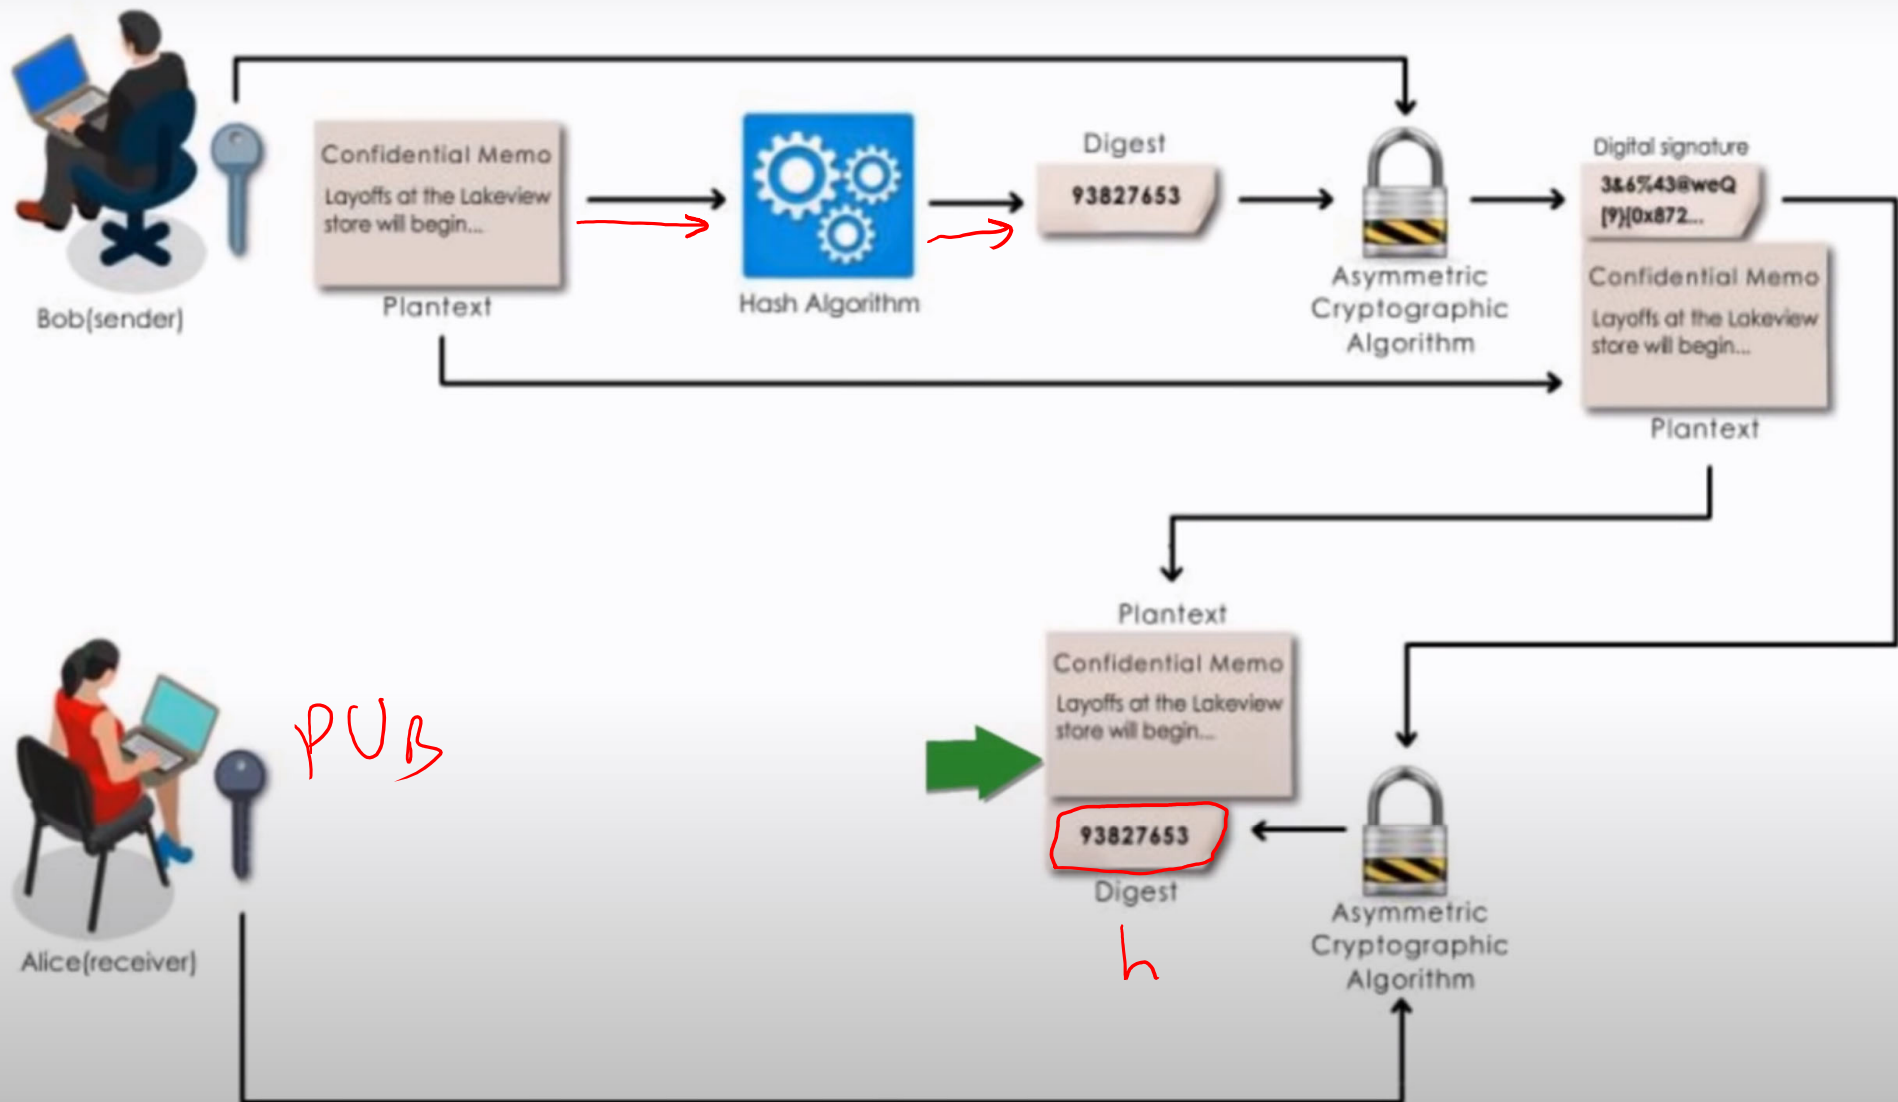 Bob(sender)
Confidential Memo
Layoffs at the Lakeview
store will begin...
Plantext
Hash Algorithm
Digest
93827653
Asymmetric
Cryptographic
Algorithm
Digital signature
3&6%43@weQ
[9}[0x872...
Confidential Memo
Layoffs at the Lakeview
store will begin...
Plantext
Alice(receiver)
PUB
Plantext
Confidential Memo
Layoffs at the Lakeview
store will begin...
93827653
Digest
h
Asymmetric
Cryptographic
Algorithm